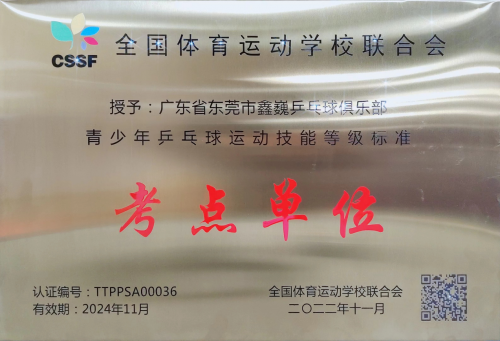 CSSF
全国体育运动学校联合会
授予：广东省东莞市鑫巍乒乓球俱乐部
青少年乒乓球运动技能等级标准
考点单位
认证编号：TTPPSA00036
有效期：2024年11月
全国体育运动学校联合会
二〇二二年十一月